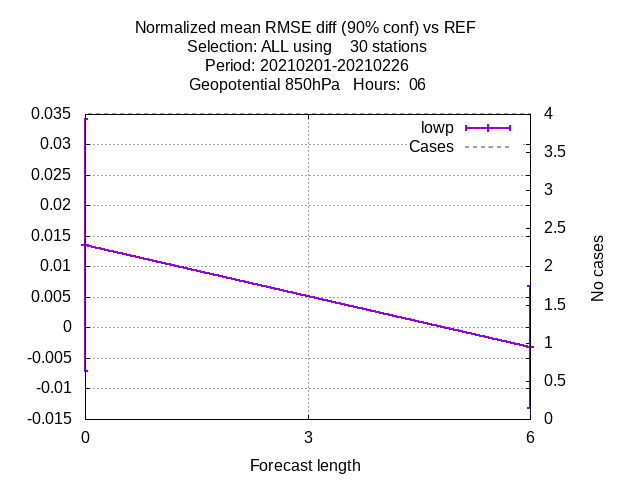 Normalized mean RMSE diff (90% conf) vs REF
Selection: ALL using    30 stations
Period: 20210201-20210226
Geopotential 850hPa   Hours:  06
0.035
0.03
0.025
0.02
0.015
0.01
0.005
0
-0.005
-0.01
-0.015
lowp
Cases
4
3.5
3
2.5
2
1.5
1
0.5
0
No cases
0
3
6
Forecast length